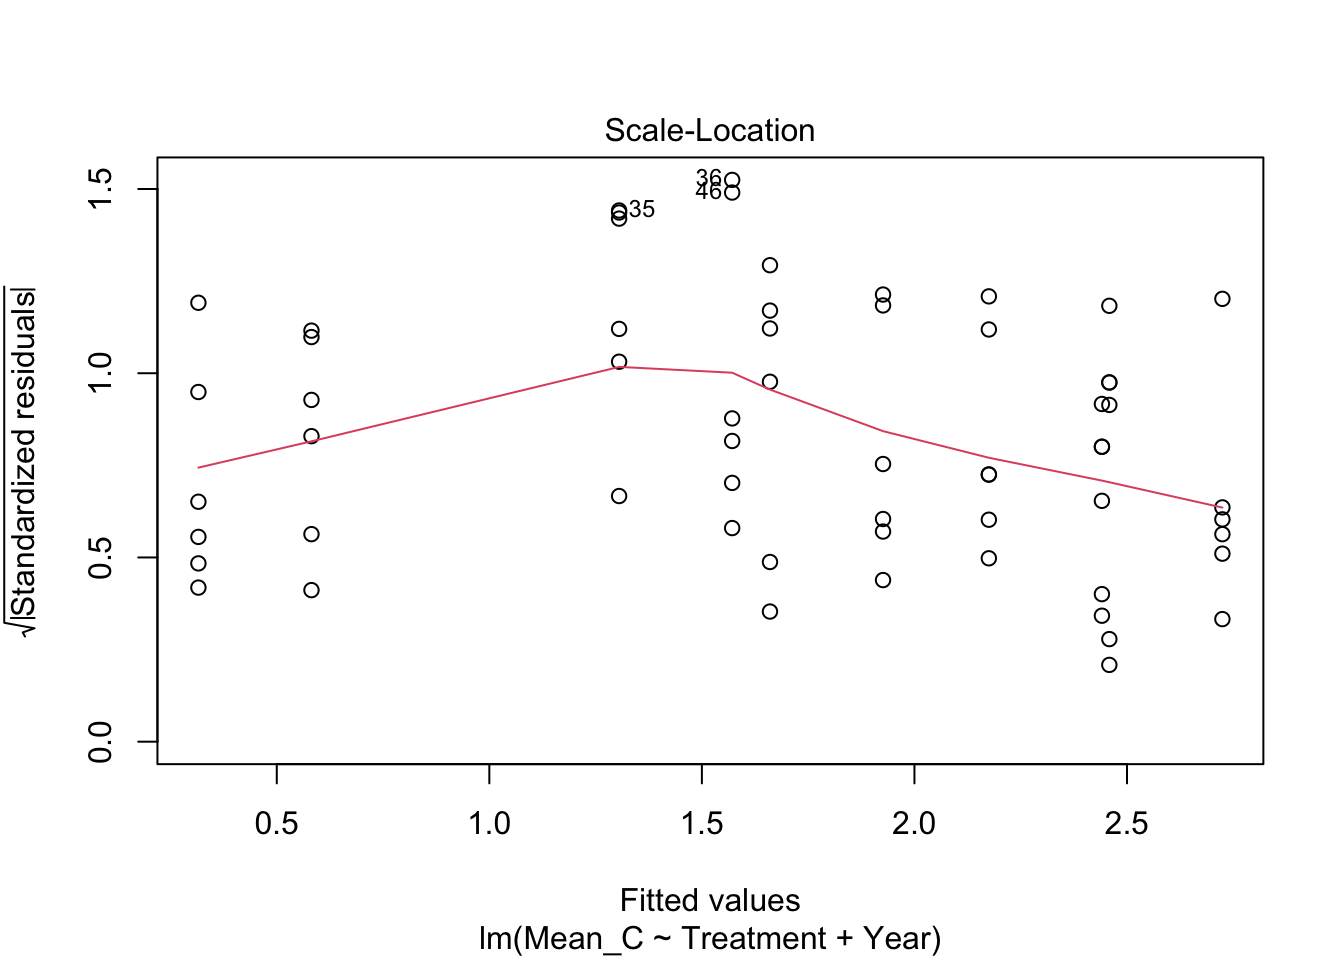 Scale-Location
√|Standardized residuals|
1.5
1.0
0.5
0.0
36
46
35
0.5 1.0 1.5 2.0 2.5
Fitted values
lm(Mean_C ~ Treatment + Year)